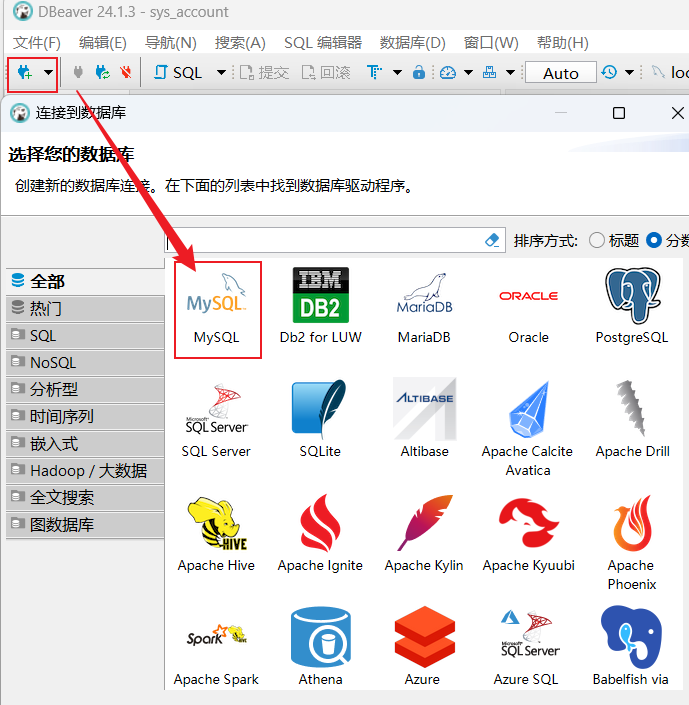 DBeaver 24.1.3 - sys_account
文件(F) 编辑(E) 导航(N) 搜索(A) SQL 编辑器 数据库(D) 窗口(W) 帮助(H)
SQL 提交 回滚 Auto loc
连接到数据库
选择您的数据库
创建新的数据库连接。在下面的列表中找到数据库驱动程序。
排序方式: 标题 分数
全部
热门
SQL
NoSQL
分析型
时间序列
嵌入式
Hadoop / 大数据
全文搜索
图数据库
MySQL IBM DB2 MariaDB ORACLE
MySQL Db2 for LUW MariaDB Oracle PostgreSQL
Microsoft SQL Server ALTIBASE
SQL Server SQLite Altibase Apache Calcite Avatica Apache Drill
HIVE
Apache Hive Apache Ignite Apache Kylin Apache Kyuubi Apache Phoenix
Spark Microsoft SQL Server
Apache Spark Athena Azure Azure SQL Babelfish via